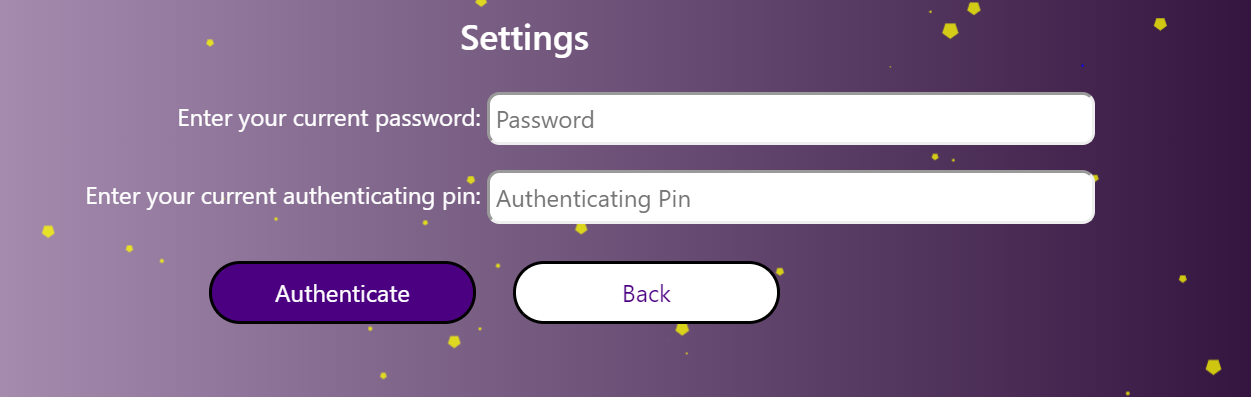 Settings
Enter your current password: Password
Enter your current authenticating pin: Authenticating Pin
Authenticate Back